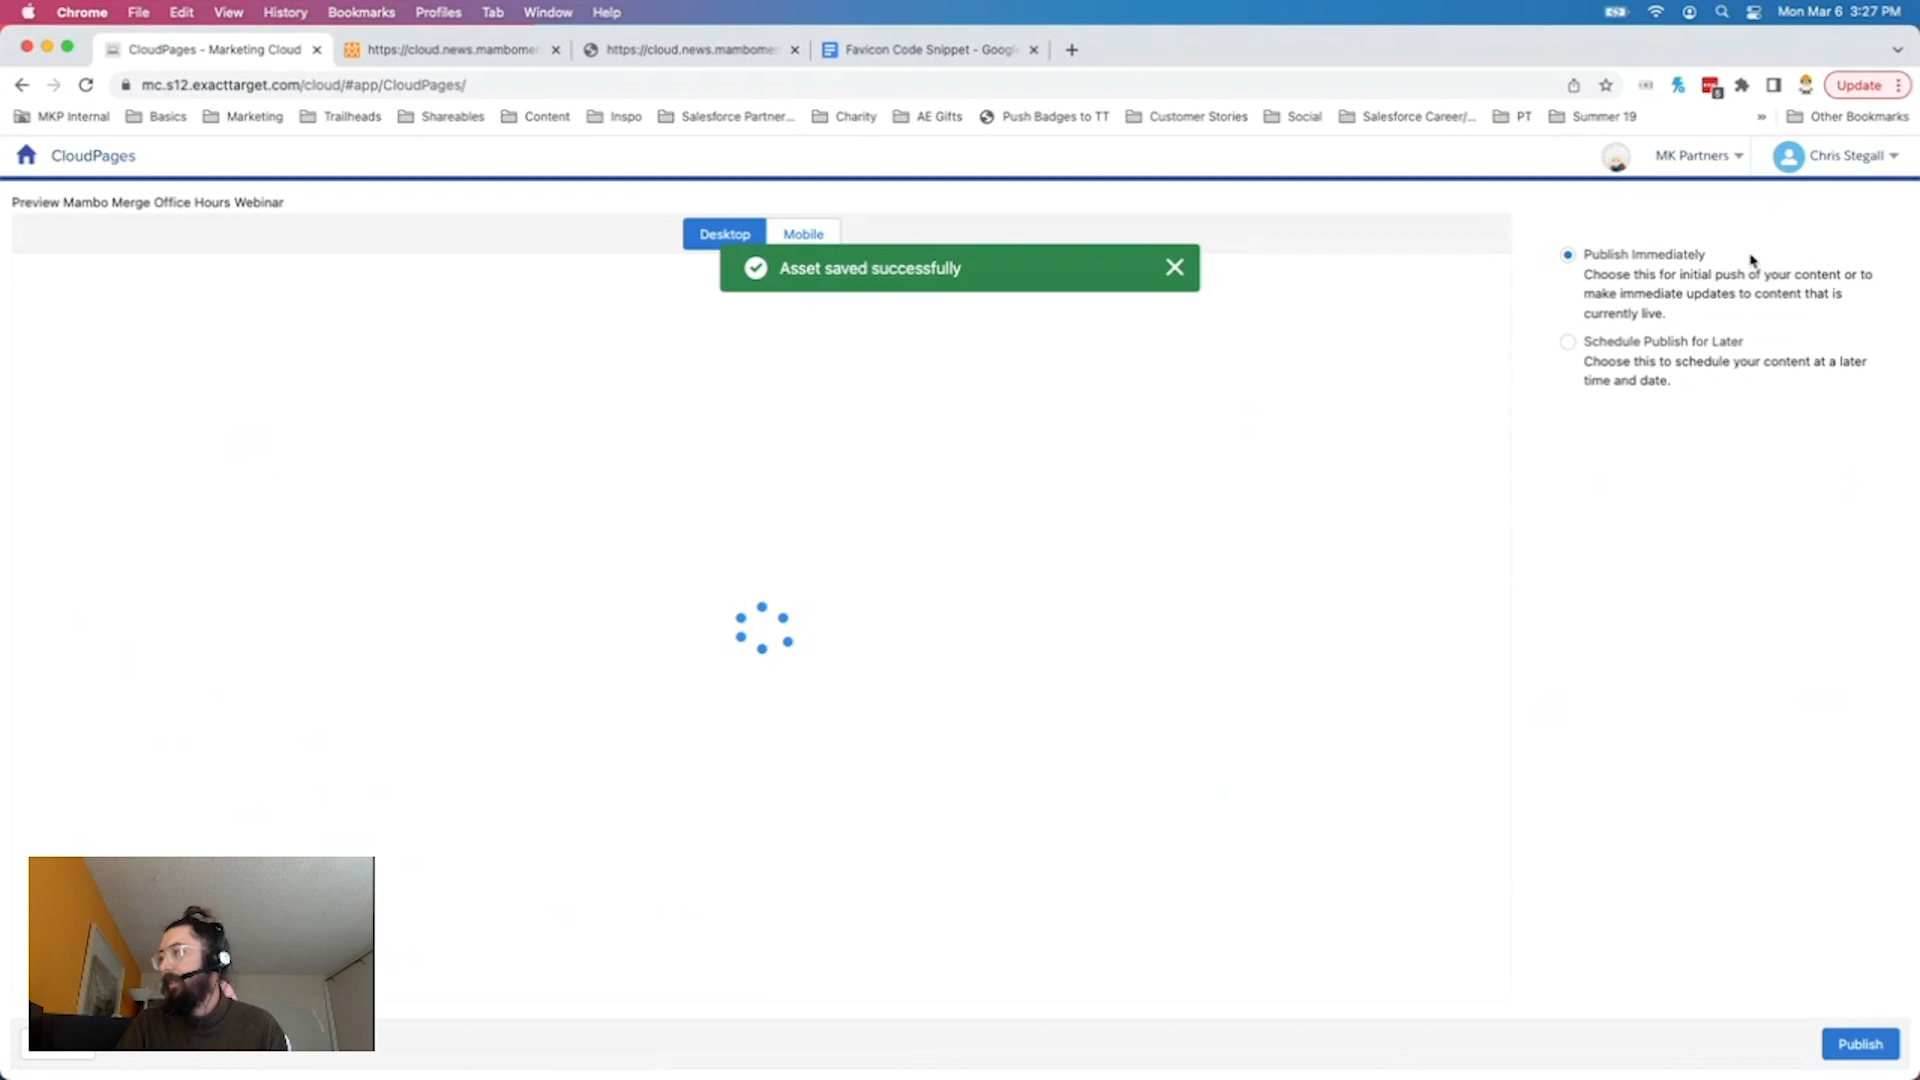 Chrome File Edit View History Bookmarks Profiles Tab Window Help Mon Mar 6 3:27 PM
CloudPages - Marketing Cloud https://cloud.news.mambomer https://cloud.news.mambomer Favicon Code Snippet - Googl
mc.s12.exacttarget.com/cloud/#app/CloudPages/ Update
MKP Internal Basics Marketing Trailheads Shareables Content Inspo Salesforce Partner... Charity AE Gifts Push Badges to TT Customer Stories Social Salesforce Career/... PT Summer 19 » Other Bookmarks
CloudPages MK Partners Chris Stegall
Preview Mambo Merge Office Hours Webinar
Desktop Mobile
Asset saved successfully
Publish Immediately
Choose this for initial push of your content or to
make immediate updates to content that is
currently live.
Schedule Publish for Later
Choose this to schedule your content at a later
time and date.
Publish